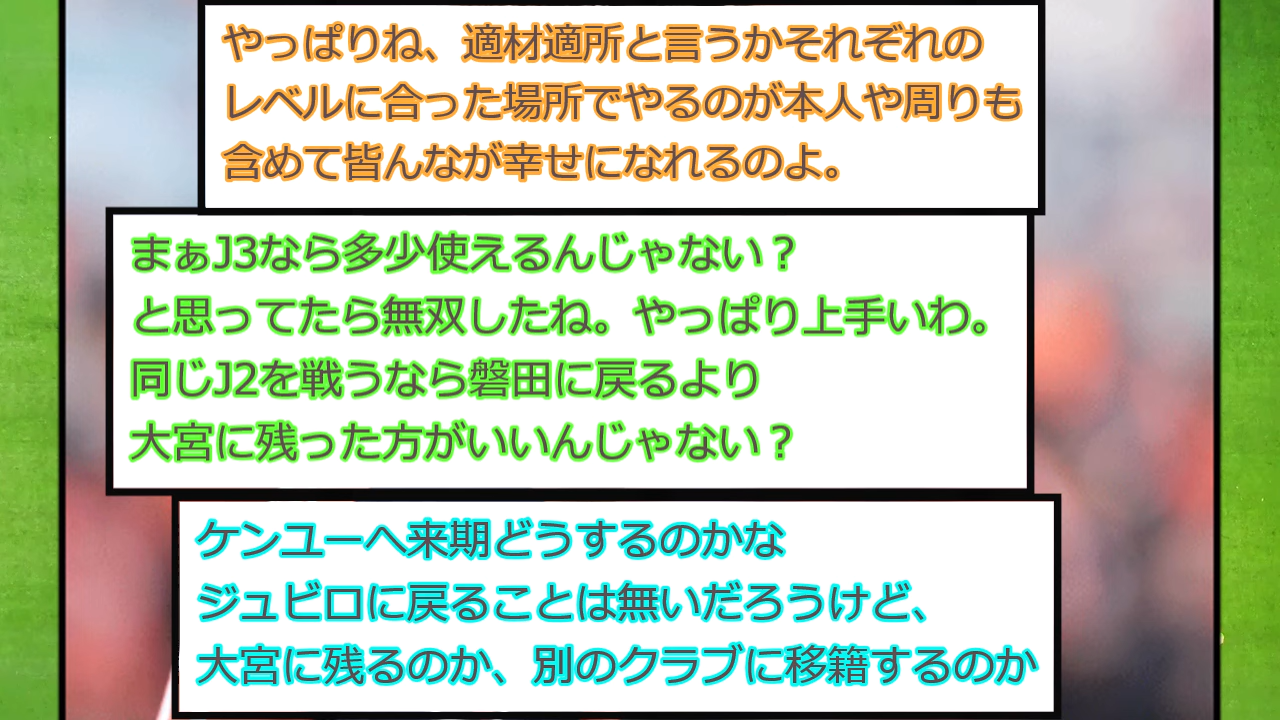 やっぱりね、適材適所と言うかそれぞれの
レベルに合った場所でやるのが本人や周りも
含めて皆んなが幸せになれるのよ。
まぁJ3なら多少使えるんじゃない？
と思ってたら無双したね。やっぱり上手いわ。
同じJ2を戦うなら磐田に戻るより
大宮に残った方がいいんじゃない？
ケンユーへ来期どうするのかな
ジュビロに戻ることは無いだろうけど、
大宮に残るのか、別のクラブに移籍するのか